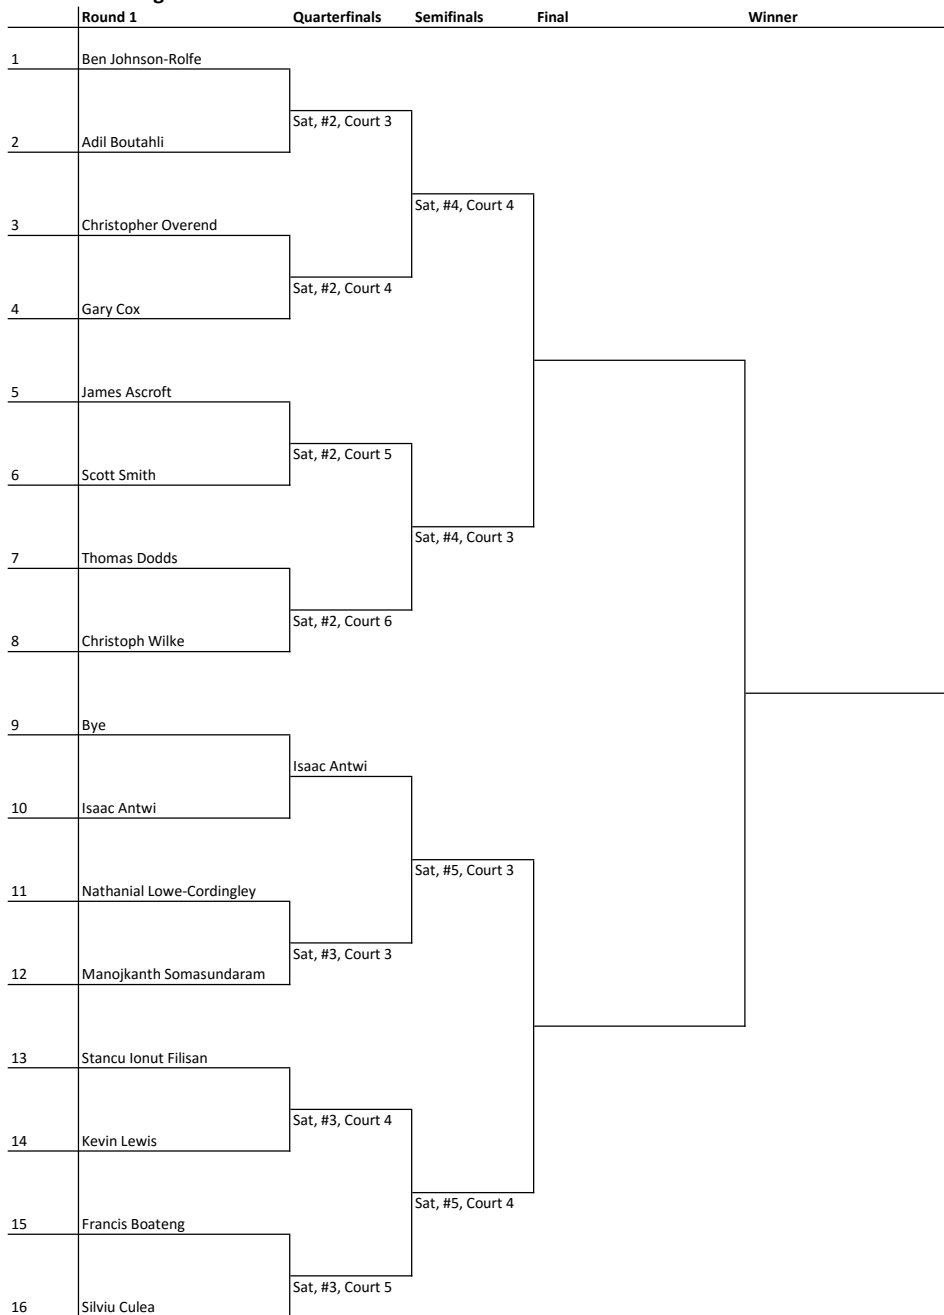 Round 1 Quarterfinals Semifinals Final Winner
1 Ben Johnson-Rolfe
Sat, #2, Court 3
2 Adil Boutahli
Sat, #4, Court 4
3 Christopher Overend
Sat, #2, Court 4
4 Gary Cox
5 James Ascroft
Sat, #2, Court 5
6 Scott Smith
Sat, #4, Court 3
7 Thomas Dodds
Sat, #2, Court 6
8 Christoph Wilke
9 Bye
Isaac Antwi
10 Isaac Antwi
Sat, #5, Court 3
11 Nathanial Lowe-Cordingley
Sat, #3, Court 3
12 Manojkanth Somasundaram
13 Stancu Ionut Filisan
Sat, #3, Court 4
14 Kevin Lewis
Sat, #5, Court 4
15 Francis Boateng
Sat, #3, Court 5
16 Silviu Culea